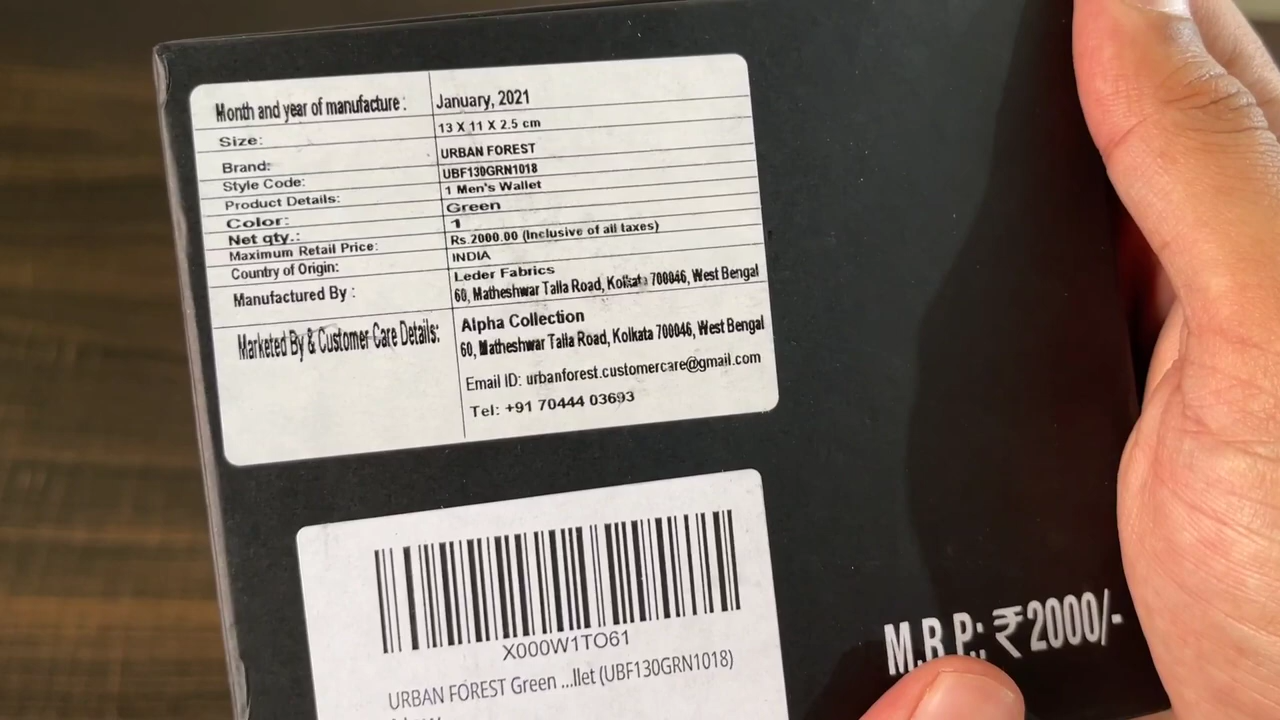 Month and year of manufacture : January, 2021
Size: 13 X 11 X 2.5 cm
Brand: URBAN FOREST
Style Code: UBF130GRN1018
Product Details: 1 Men's Wallet
Color: Green
Net qty.: 1
Maximum Retail Price: Rs.2000.00 (Inclusive of all taxes)
Country of Origin: INDIA
Manufactured By : Leder Fabrics
60, Matheshwar Talla Road, Kolkata 700046, West Bengal
Marketed By & Customer Care Details: Alpha Collection
60, Matheshwar Talla Road, Kolkata 700046, West Bengal
Email ID: urbanforest.customercare@gmail.com
Tel: +91 70444 03693
X000W1TO61
URBAN FOREST Green ...llet (UBF130GRN1018)
M.R.P.: ₹2000/-